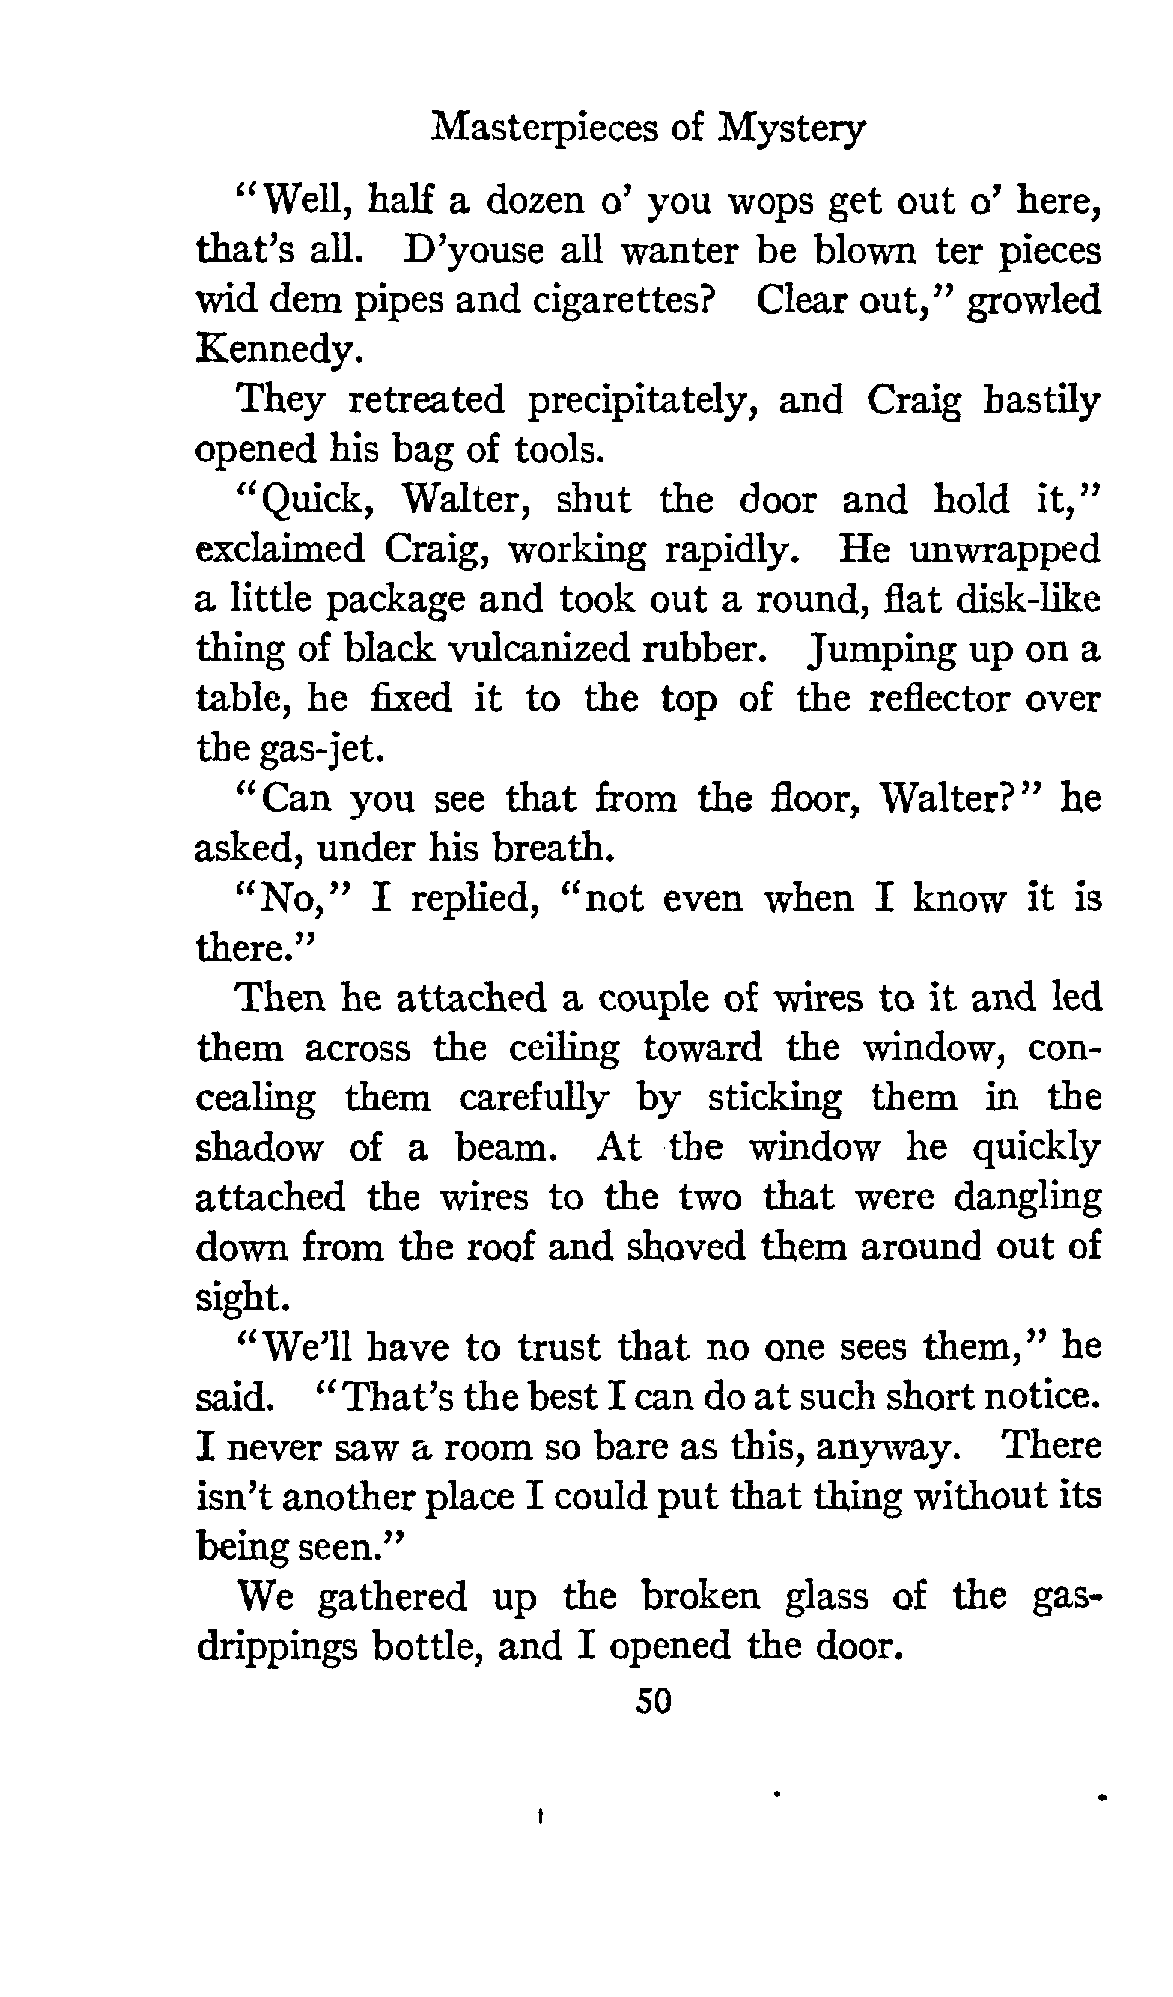 Masterpieces of Mystery
"Well, half a dozen o' you wops get out o' here,
that's all. D'youse all wanter be blown ter pieces
wid dem pipes and cigarettes? Clear out," growled
Kennedy.
They retreated precipitately, and Craig hastily
opened his bag of tools.
"Quick, Walter, shut the door and hold it,"
exclaimed Craig, working rapidly. He unwrapped
a little package and took out a round, flat disk-like
thing of black vulcanized rubber. Jumping up on a
table, he fixed it to the top of the reflector over
the gas-jet.
"Can you see that from the floor, Walter?" he
asked, under his breath.
"No," I replied, "not even when I know it is
there."
Then he attached a couple of wires to it and led
them across the ceiling toward the window, con-
cealing them carefully by sticking them in the
shadow of a beam. At the window he quickly
attached the wires to the two that were dangling
down from the roof and shoved them around out of
sight.
"We'll have to trust that no one sees them," he
said. "That's the best I can do at such short notice.
I never saw a room so bare as this, anyway. There
isn't another place I could put that thing without its
being seen."
We gathered up the broken glass of the gas-
drippings bottle, and I opened the door.
50